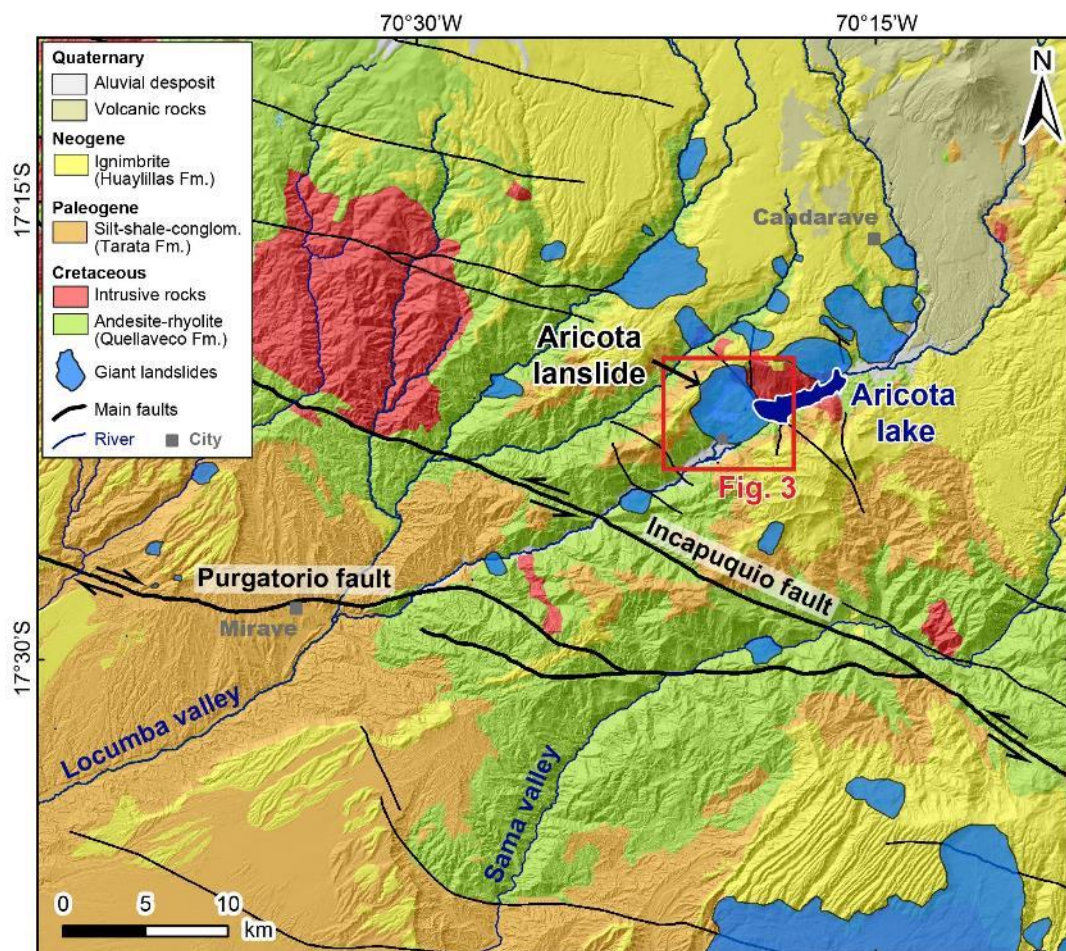 70°30'W
70°15'W
Quaternary
Aluvial desposit
Volcanic rocks
Neogene
Ignimbrite
(Huaylillas Fm.)
Paleogene
Silt-shale-conglom.
(Tarata Fm.)
Cretaceous
Intrusive rocks
Andesite-rhyolite
(Quellaveco Fm.)
Giant landslides
Main faults
River
City
N
17°15'S
Candarave
Aricota
lanslide
Aricota
lake
Fig. 3
Incapuquio fault
Purgatorio fault
Mirave
17°30'S
Locumba valley
Sama valley
0 5 10
km